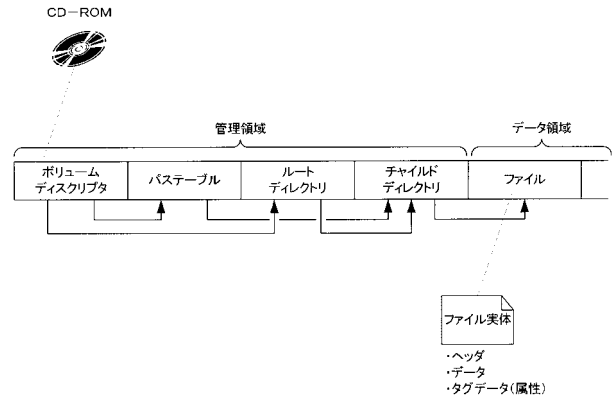 CD-ROM
管理領域
データ領域
ボリューム
ディスクリプタ
パステーブル
ルート
ディレクトリ
チャイルド
ディレクトリ
ファイル
ファイル実体
・ヘッダ
・データ
・タグデータ(属性)